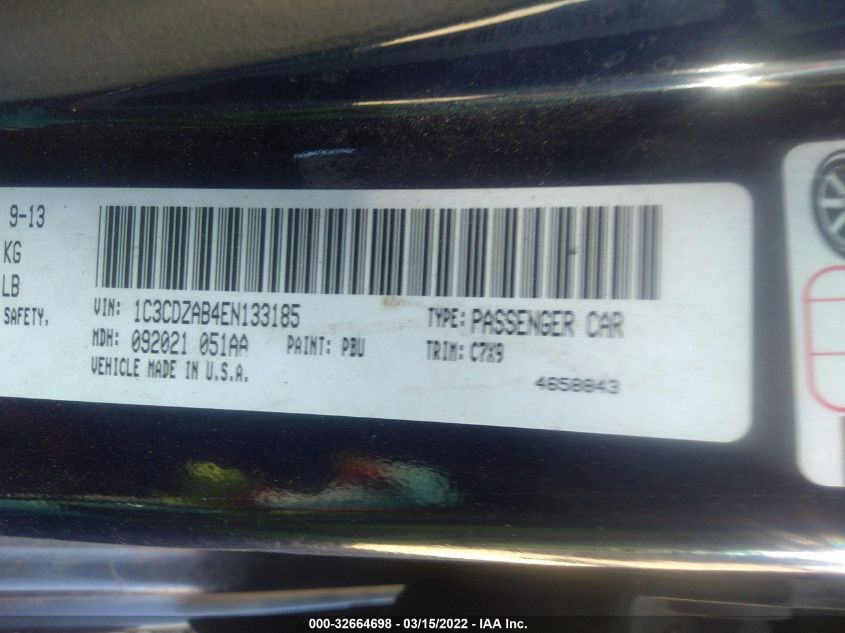 9-13
KG
LB
SAFETY,
VIN: 1C3CDZAB4EN133185
TYPE: PASSENGER CAR
MDH: 092021 051AA
PAINT: PBU
TRIM: C7X9
VEHICLE MADE IN U.S.A.
4658843
000-32664698 - 03/15/2022 - IAA Inc.